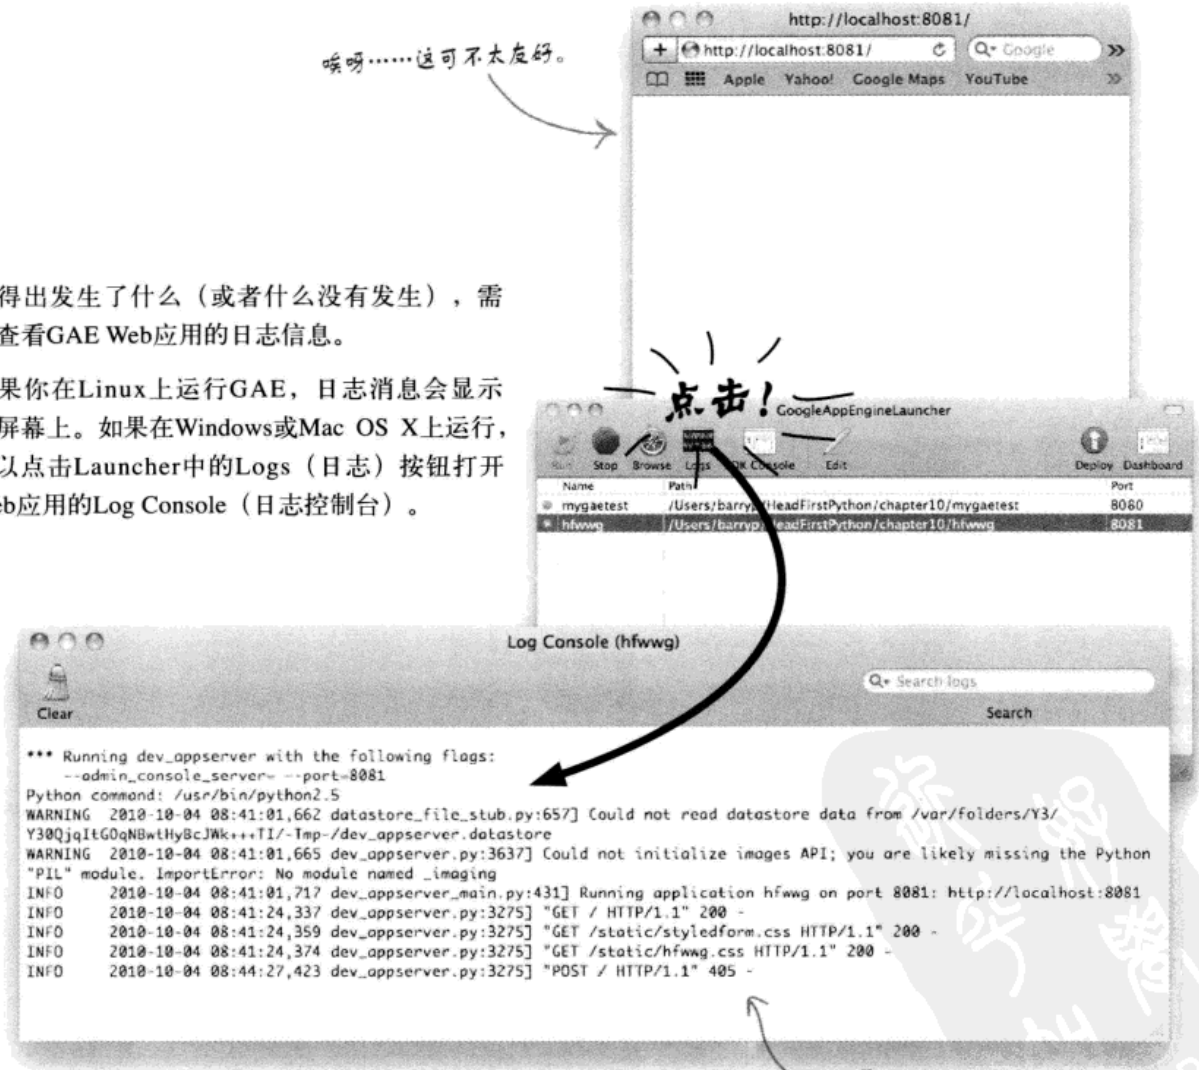 http://localhost:8081/
http://localhost:8081/
Google
Apple Yahoo! Google Maps YouTube
唉呀……这可不太友好。
得出发生了什么（或者什么没有发生），需
查看GAE Web应用的日志信息。
果你在Linux上运行GAE，日志消息会显示
屏幕上。如果在Windows或Mac OS X上运行，
以点击Launcher中的Logs（日志）按钮打开
eb应用的Log Console（日志控制台）。
点击！
GoogleAppEngineLauncher
Run Stop Browse Logs SDK Console Edit Deploy Dashboard
Name Path Port
mygaetest /Users/barryp/HeadFirstPython/chapter10/mygaetest 8080
hfwwg /Users/barryp/HeadFirstPython/chapter10/hfwwg 8081
Log Console (hfwwg)
Search logs
Clear Search
*** Running dev_appserver with the following flags:
--admin_console_server= --port=8081
Python command: /usr/bin/python2.5
WARNING 2010-10-04 08:41:01,662 datastore_file_stub.py:657] Could not read datastore data from /var/folders/Y3/
Y30QjqItGOqNBwtHyBcJWk+++TI/-Tmp-/dev_appserver.datastore
WARNING 2010-10-04 08:41:01,665 dev_appserver.py:3637] Could not initialize images API; you are likely missing the Python
"PIL" module. ImportError: No module named _imaging
INFO 2010-10-04 08:41:01,717 dev_appserver_main.py:431] Running application hfwwg on port 8081: http://localhost:8081
INFO 2010-10-04 08:41:24,337 dev_appserver.py:3275] "GET / HTTP/1.1" 200 -
INFO 2010-10-04 08:41:24,359 dev_appserver.py:3275] "GET /static/styledform.css HTTP/1.1" 200 -
INFO 2010-10-04 08:41:24,374 dev_appserver.py:3275] "GET /static/hfwwg.css HTTP/1.1" 200 -
INFO 2010-10-04 08:44:27,423 dev_appserver.py:3275] "POST / HTTP/1.1" 405 -